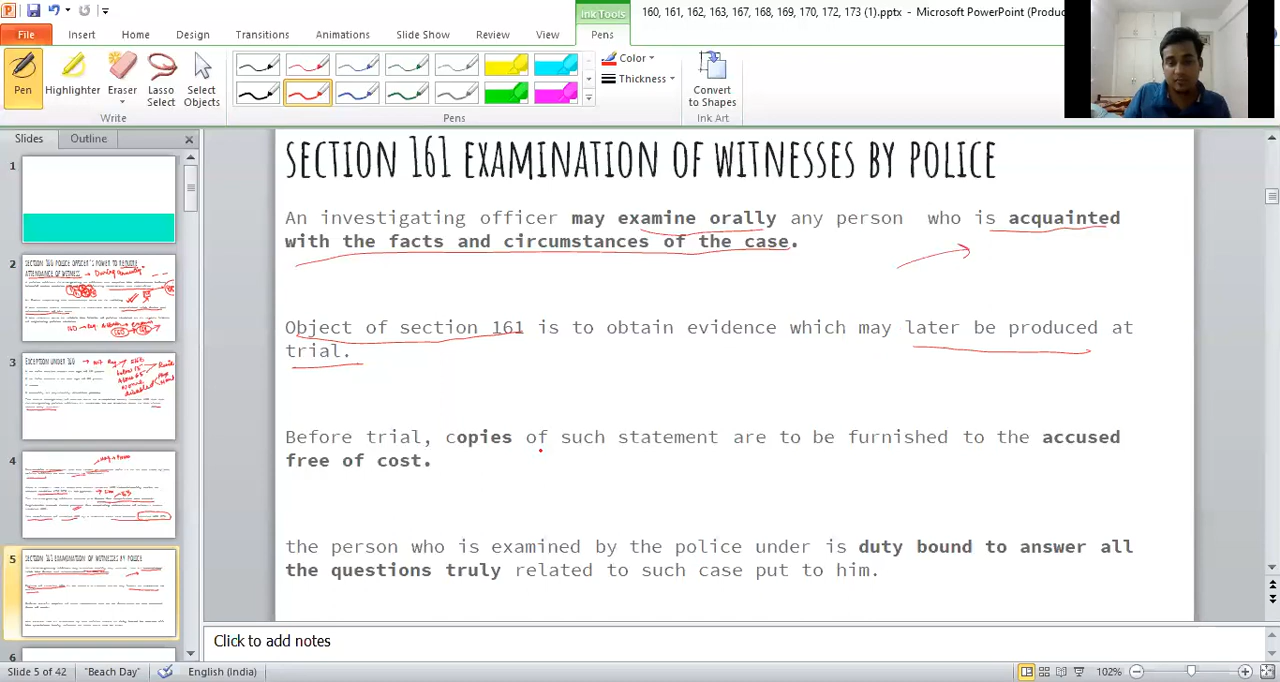 160, 161, 162, 163, 167, 168, 169, 170, 172, 173 (1).pptx - Microsoft PowerPoint (Produ
Ink Tools
File Insert Home Design Transitions Animations Slide Show Review View Pens
Pen Highlighter Eraser Lasso Select Select Objects
Color
Thickness
Convert to Shapes
Write Pens Ink Art
Slides Outline
1
2
3
4
5
6
SECTION 161 EXAMINATION OF WITNESSES BY POLICE
An investigating officer may examine orally any person who is acquainted
with the facts and circumstances of the case.
Object of section 161 is to obtain evidence which may later be produced at
trial.
Before trial, copies of such statement are to be furnished to the accused
free of cost.
the person who is examined by the police under is duty bound to answer all
the questions truly related to such case put to him.
Click to add notes
Slide 5 of 42 "Beach Day" English (India) 102%